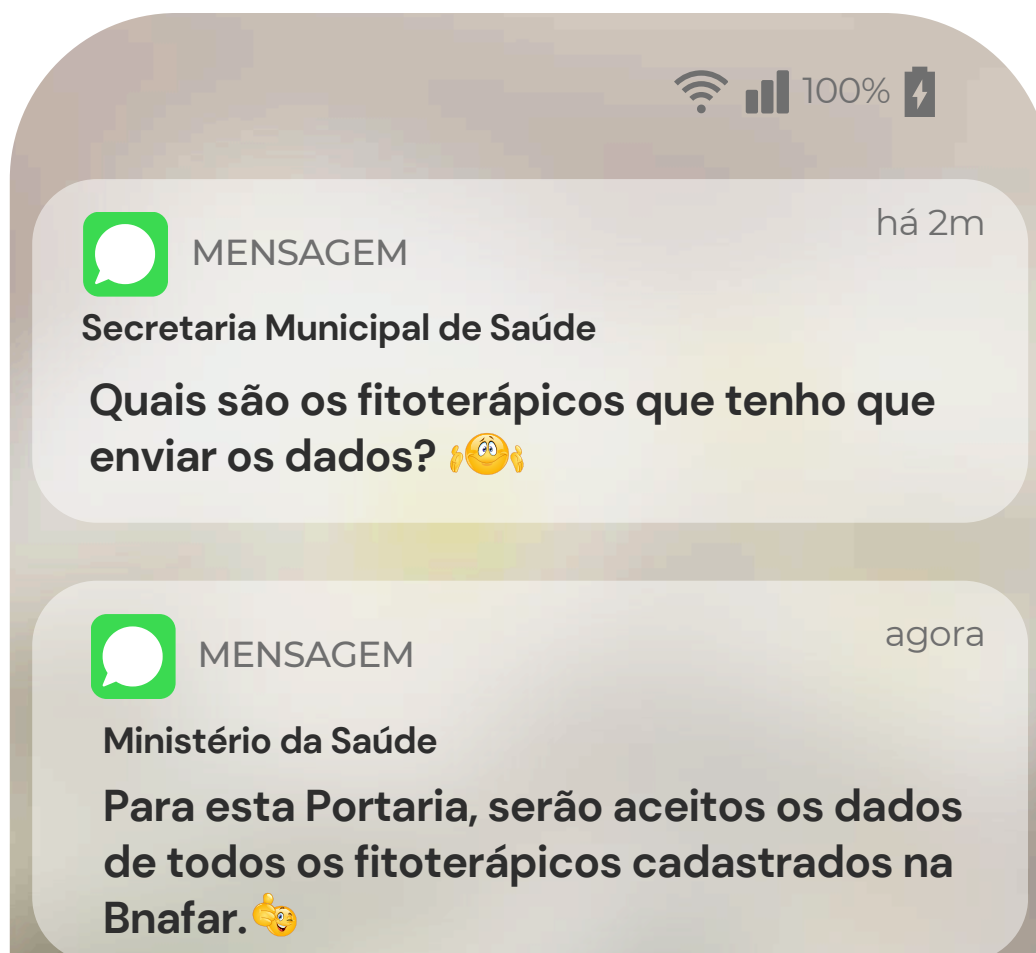 100%
há 2m
MENSAGEM
Secretaria Municipal de Saúde
Quais são os fitoterápicos que tenho que
enviar os dados?
agora
MENSAGEM
Ministério da Saúde
Para esta Portaria, serão aceitos os dados
de todos os fitoterápicos cadastrados na
Bnafar.